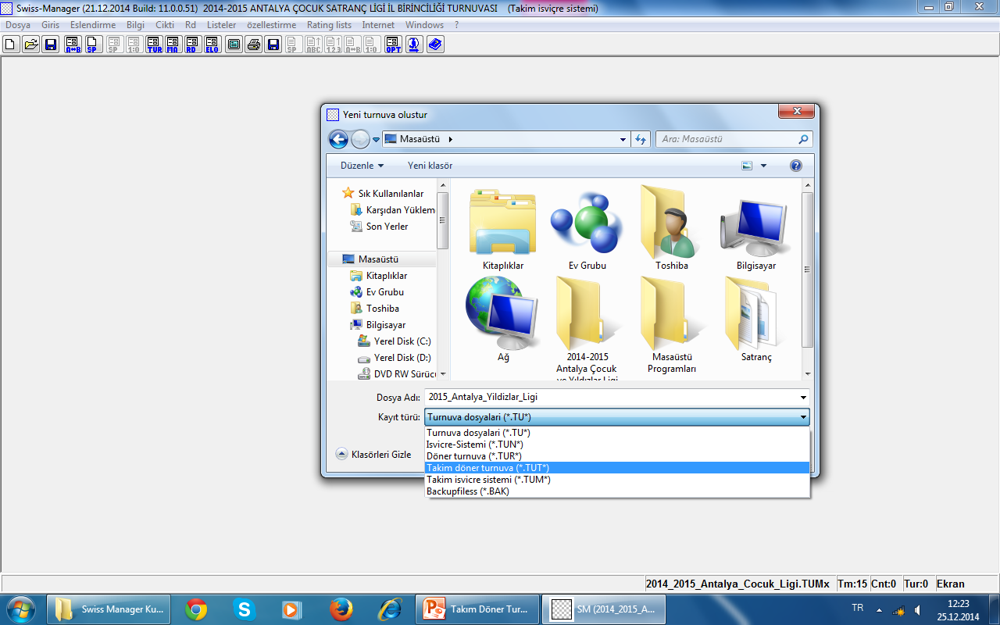 Swiss-Manager (21.12.2014 Build: 11.0.0.51)  2014-2015 ANTALYA ÇOCUK SATRANÇ LİGİ İL BİRİNCİLİĞİ TURNUVASI    (Takim isviçre sistemi)
Dosya Giris Eslendirme Bilgi Cikti Rd Listeler özellestirme Rating lists Internet Windows ?
A↔B SP SP 1:0 TUR MA RD ELO SP ABC 1.2.3 A↔B 1:0 OPT
Yeni turnuva olustur
Masaüstü
Ara: Masaüstü
Düzenle
Yeni klasör
Sık Kullanılanlar
Karşıdan Yüklem
Son Yerler
Masaüstü
Kitaplıklar
Ev Grubu
Toshiba
Bilgisayar
Yerel Disk (C:)
Yerel Disk (D:)
DVD RW Sürücü
Kitaplıklar
Ev Grubu
Toshiba
Bilgisayar
Ağ
2014-2015
Antalya Çocuk
ve Yıldızlar Ligi
Masaüstü
Programları
Satranç
Dosya Adı: 2015_Antalya_Yildizlar_Ligi
Kayıt türü: Turnuva dosyalari (*.TU*)
Turnuva dosyalari (*.TU*)
Isvicre-Sistemi (*.TUN*)
Döner turnuva (*.TUR*)
Takim döner turnuva (*.TUT*)
Takim isvicre sistemi (*.TUM*)
Backupfiless (*.BAK)
Klasörleri Gizle
2014_2015_Antalya_Cocuk_Ligi.TUMx Tm:15 Cnt:0 Tur:0 Ekran
Swiss Manager Ku...
Takım Döner Tur...
SM (2014_2015_A...
TR
12:23
25.12.2014